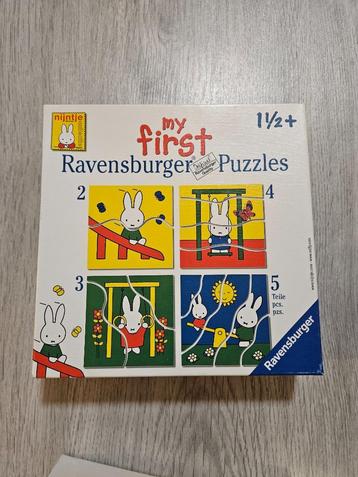 nijntje
my
first
1½+
Ravensburger Puzzles
2
4
3
5
Teile
pcs.
pzs.
Ravensburger